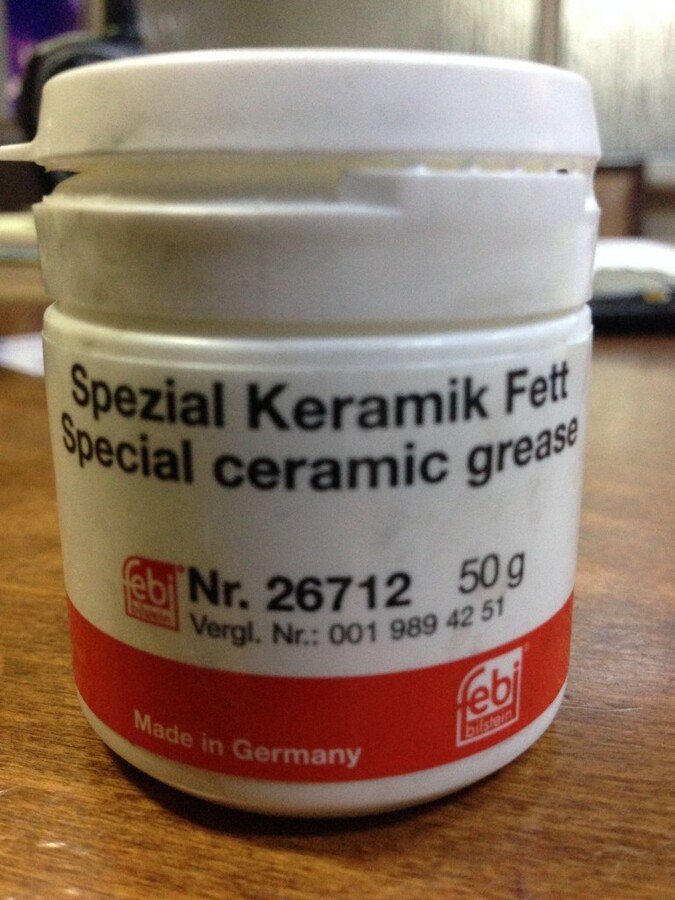 Spezial Keramik Fett
Special ceramic grease
febi bilstein Nr. 26712 50 g
Vergl. Nr.: 001 989 42 51
febi
bilstein
Made in Germany